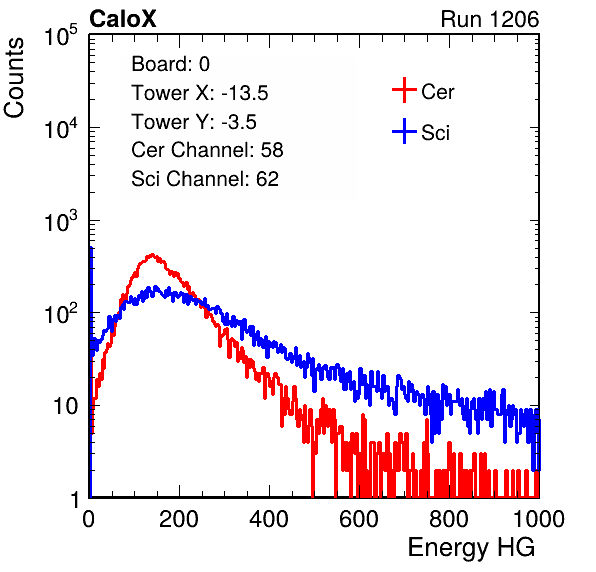 CaloX Run 1206
Counts
Board: 0
Tower X: -13.5
Tower Y: -3.5
Cer Channel: 58
Sci Channel: 62
Cer
Sci
10^5
10^4
10^3
10^2
10
1
0 200 400 600 800 1000
Energy HG